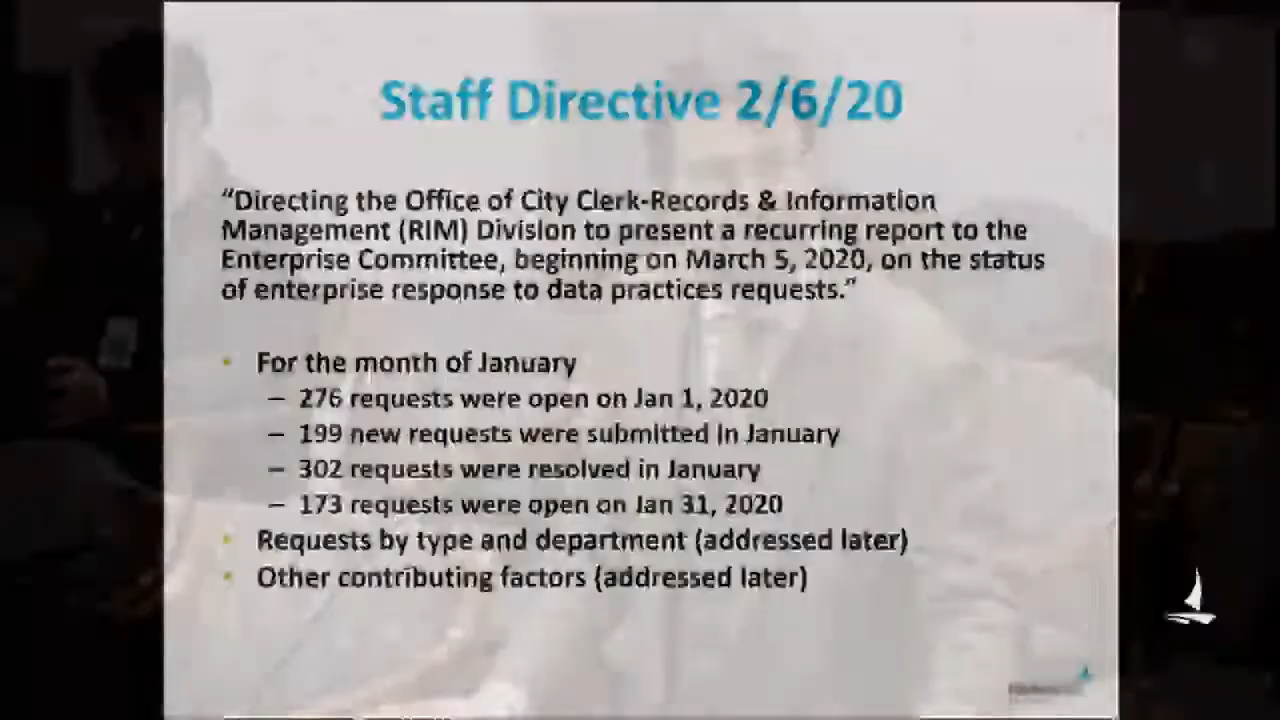 Staff Directive 2/6/20
“Directing the Office of City Clerk-Records & Information
Management (RIM) Division to present a recurring report to the
Enterprise Committee, beginning on March 5, 2020, on the status
of enterprise response to data practices requests.”
• For the month of January
– 276 requests were open on Jan 1, 2020
– 199 new requests were submitted in January
– 302 requests were resolved in January
– 173 requests were open on Jan 31, 2020
• Requests by type and department (addressed later)
• Other contributing factors (addressed later)